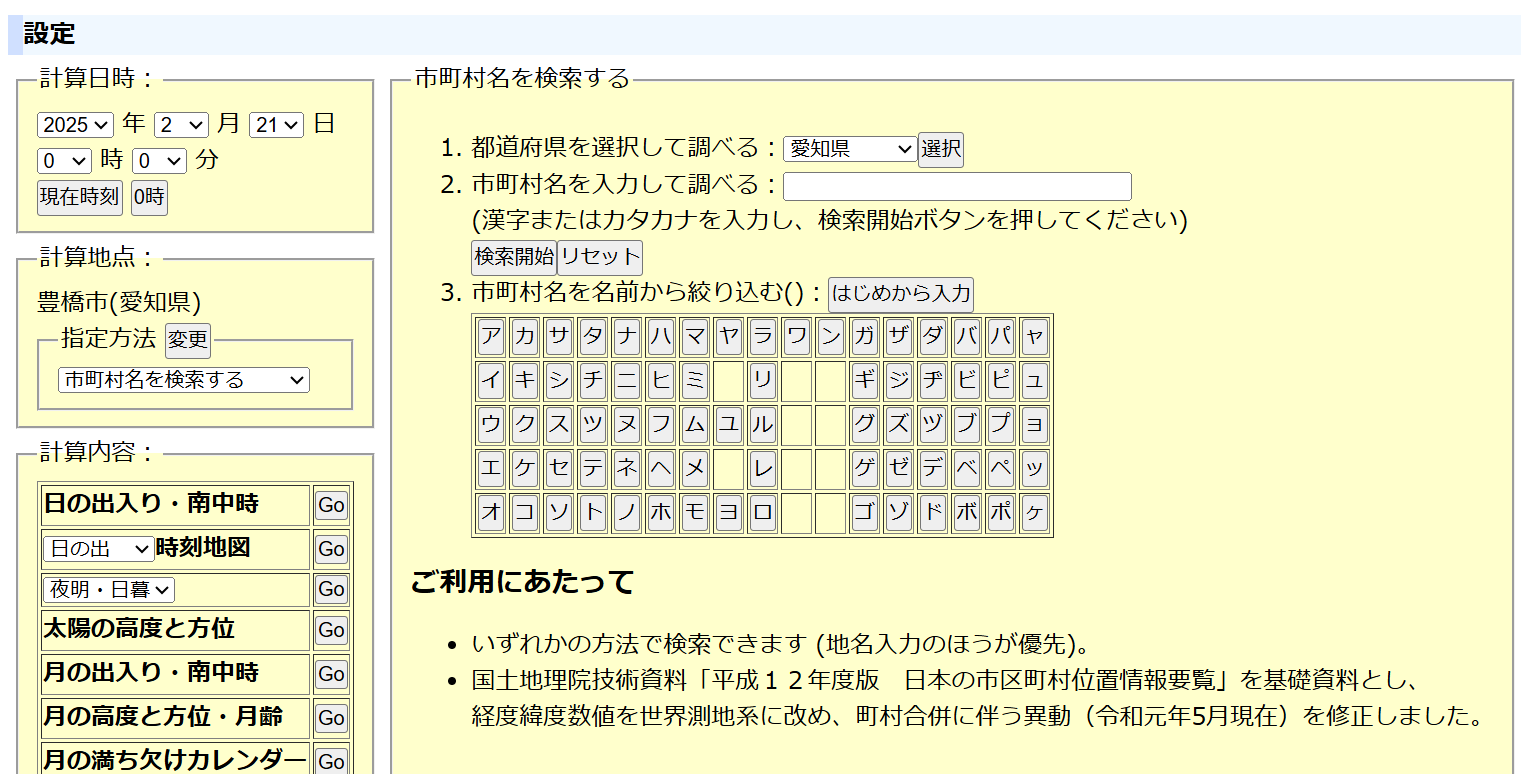 設定
計算日時：
2025 年 2 月 21 日
0 時 0 分
現在時刻 0時
計算地点：
豊橋市(愛知県)
指定方法 変更
市町村名を検索する
計算内容：
日の出入り・南中時 Go
日の出 時刻地図 Go
夜明・日暮 Go
太陽の高度と方位 Go
月の出入り・南中時 Go
月の高度と方位・月齢 Go
月の満ち欠けカレンダー Go
市町村名を検索する
1. 都道府県を選択して調べる：愛知県 選択
2. 市町村名を入力して調べる：
(漢字またはカタカナを入力し、検索開始ボタンを押してください)
検索開始 リセット
3. 市町村名を名前から絞り込む()：はじめから入力
ア カ サ タ ナ ハ マ ヤ ラ ワ ン ガ ザ ダ バ パ ャ
イ キ シ チ ニ ヒ ミ リ ギ ジ ヂ ビ ピ ュ
ウ ク ス ツ ヌ フ ム ユ ル グ ズ ヅ ブ プ ョ
エ ケ セ テ ネ ヘ メ レ ゲ ゼ デ ベ ペ ッ
オ コ ソ ト ノ ホ モ ヨ ロ ゴ ゾ ド ボ ポ ヶ
ご利用にあたって
• いずれかの方法で検索できます (地名入力のほうが優先)。
• 国土地理院技術資料「平成１２年度版　日本の市区町村位置情報要覧」を基礎資料とし、
経度緯度数値を世界測地系に改め、町村合併に伴う異動（令和元年5月現在）を修正しました。